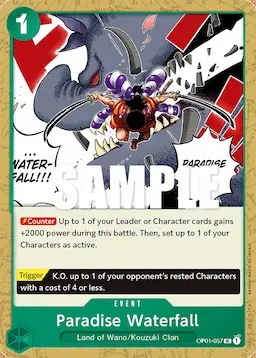 1
WATER-
FALL!!!
PARADISE
SAMPLE
Counter Up to 1 of your Leader or Character cards gains
+2000 power during this battle. Then, set up to 1 of your
Characters as active.
Trigger K.O. up to 1 of your opponent's rested Characters
with a cost of 4 or less.
EVENT
Paradise Waterfall
Land of Wano/Kouzuki Clan
OP01-057